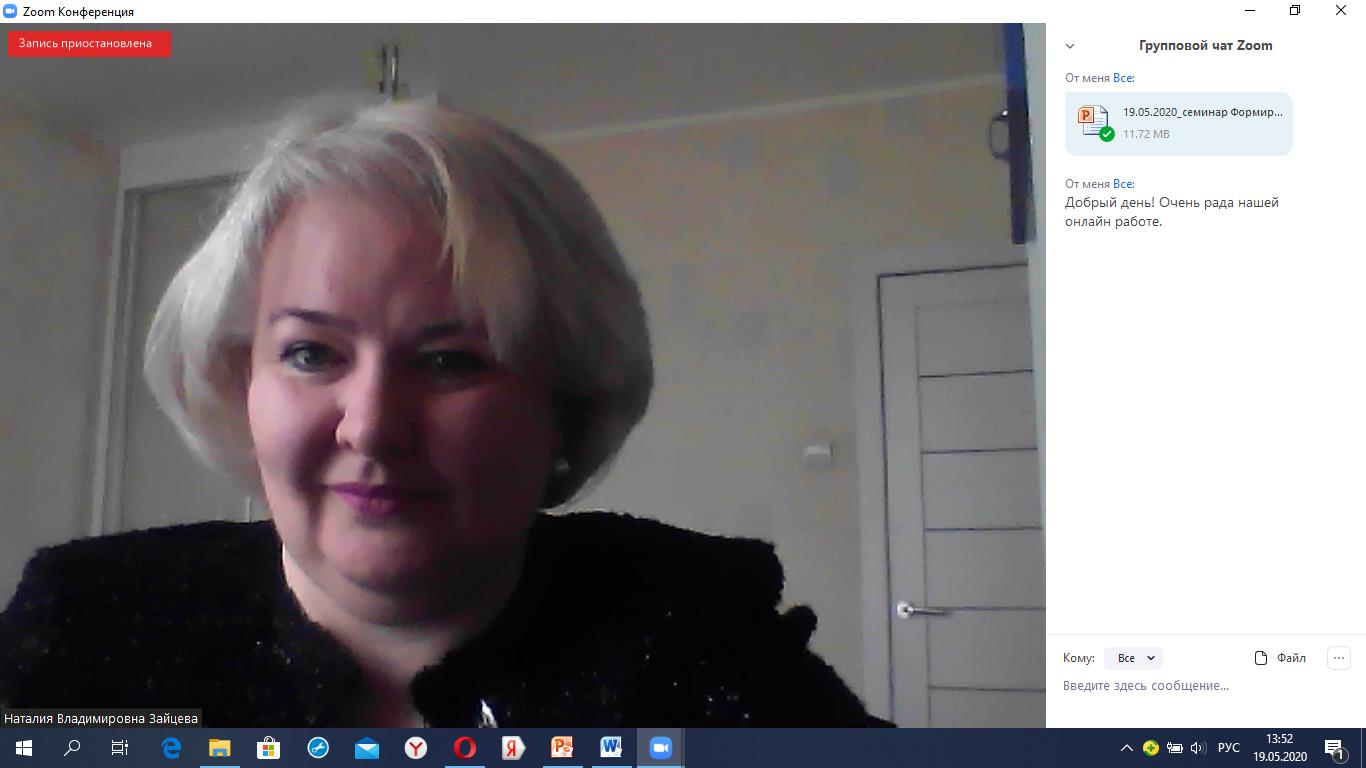 Zoom Конференция
Запись приостановлена
Групповой чат Zoom
От меня Все:
19.05.2020_семинар Формир...
11.72 MB
От меня Все:
Добрый день! Очень рада нашей
онлайн работе.
Кому: Все
Файл
Введите здесь сообщение...
Наталия Владимировна Зайцева
РУС
13:52
19.05.2020
1